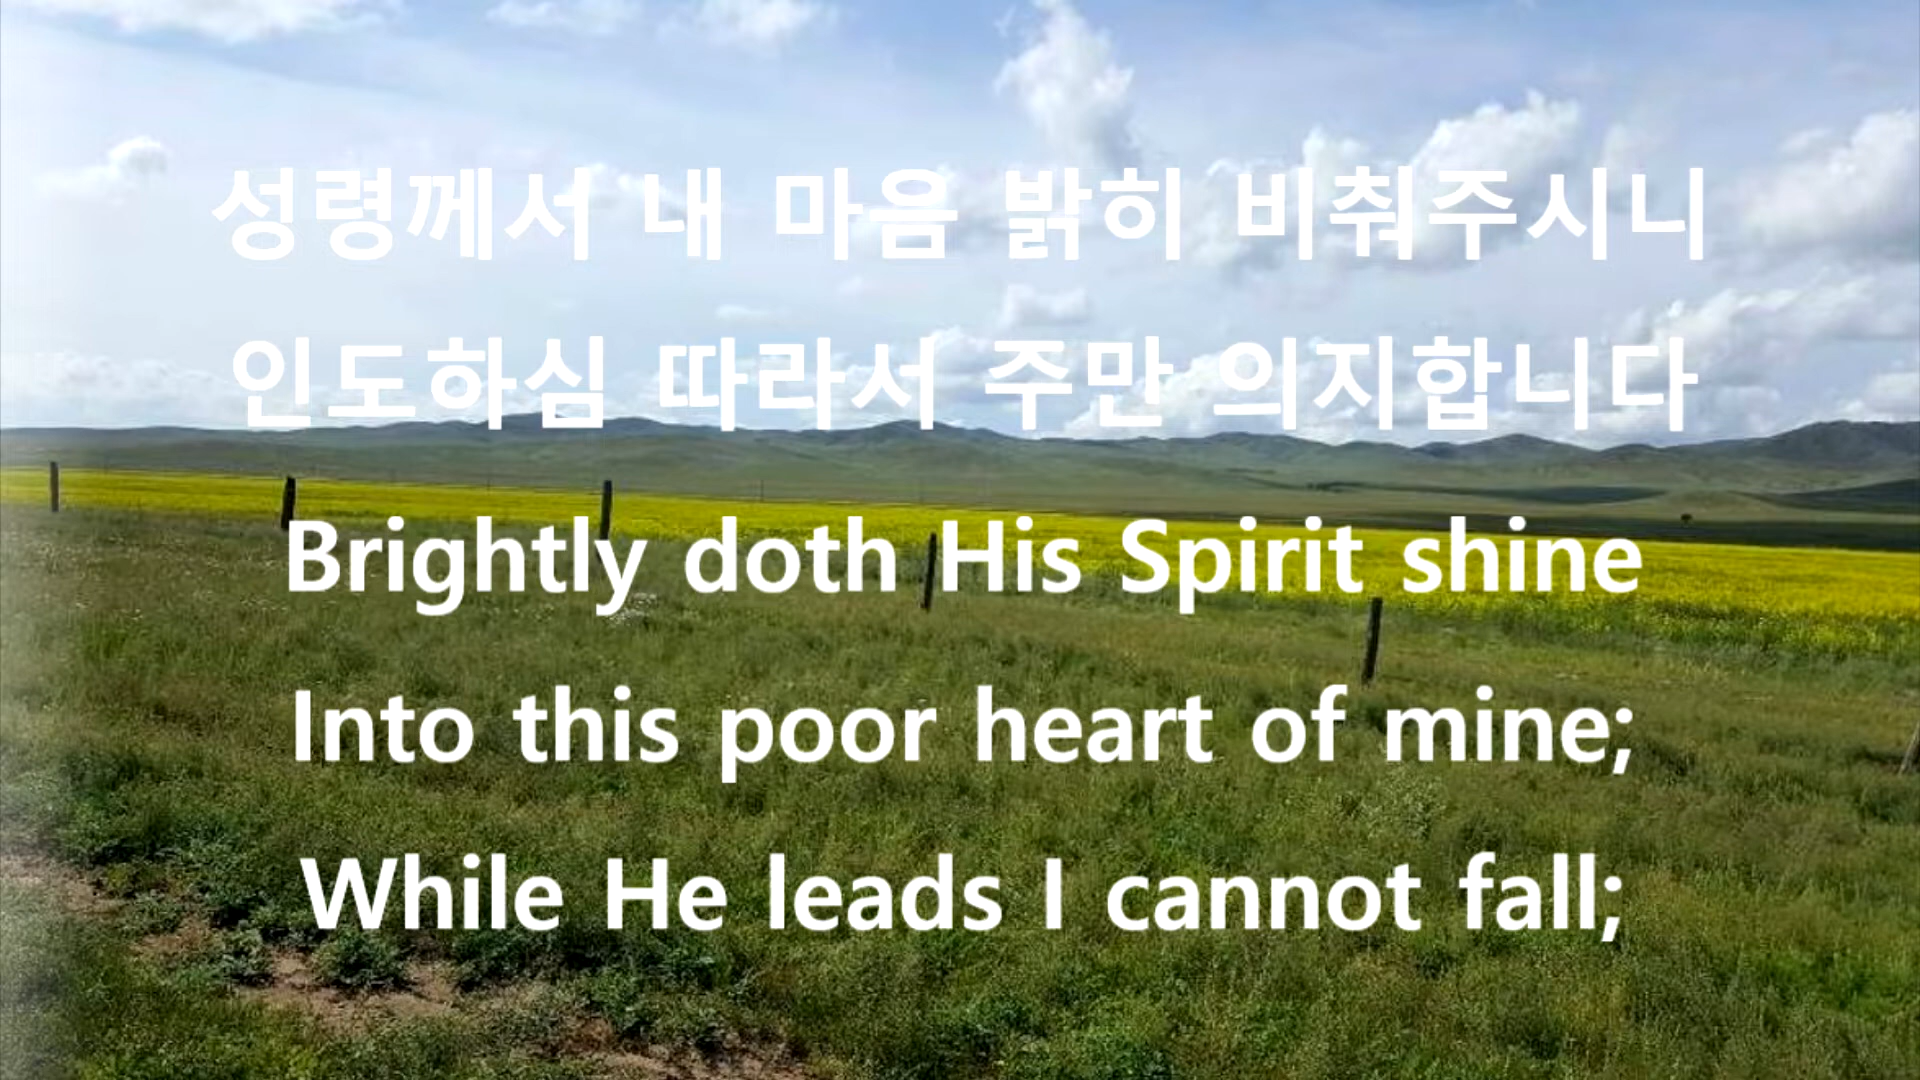 성령께서 내 마음 밝히 비춰주시니
인도하심 따라서 주만 의지합니다
Brightly doth His Spirit shine
Into this poor heart of mine;
While He leads I cannot fall;